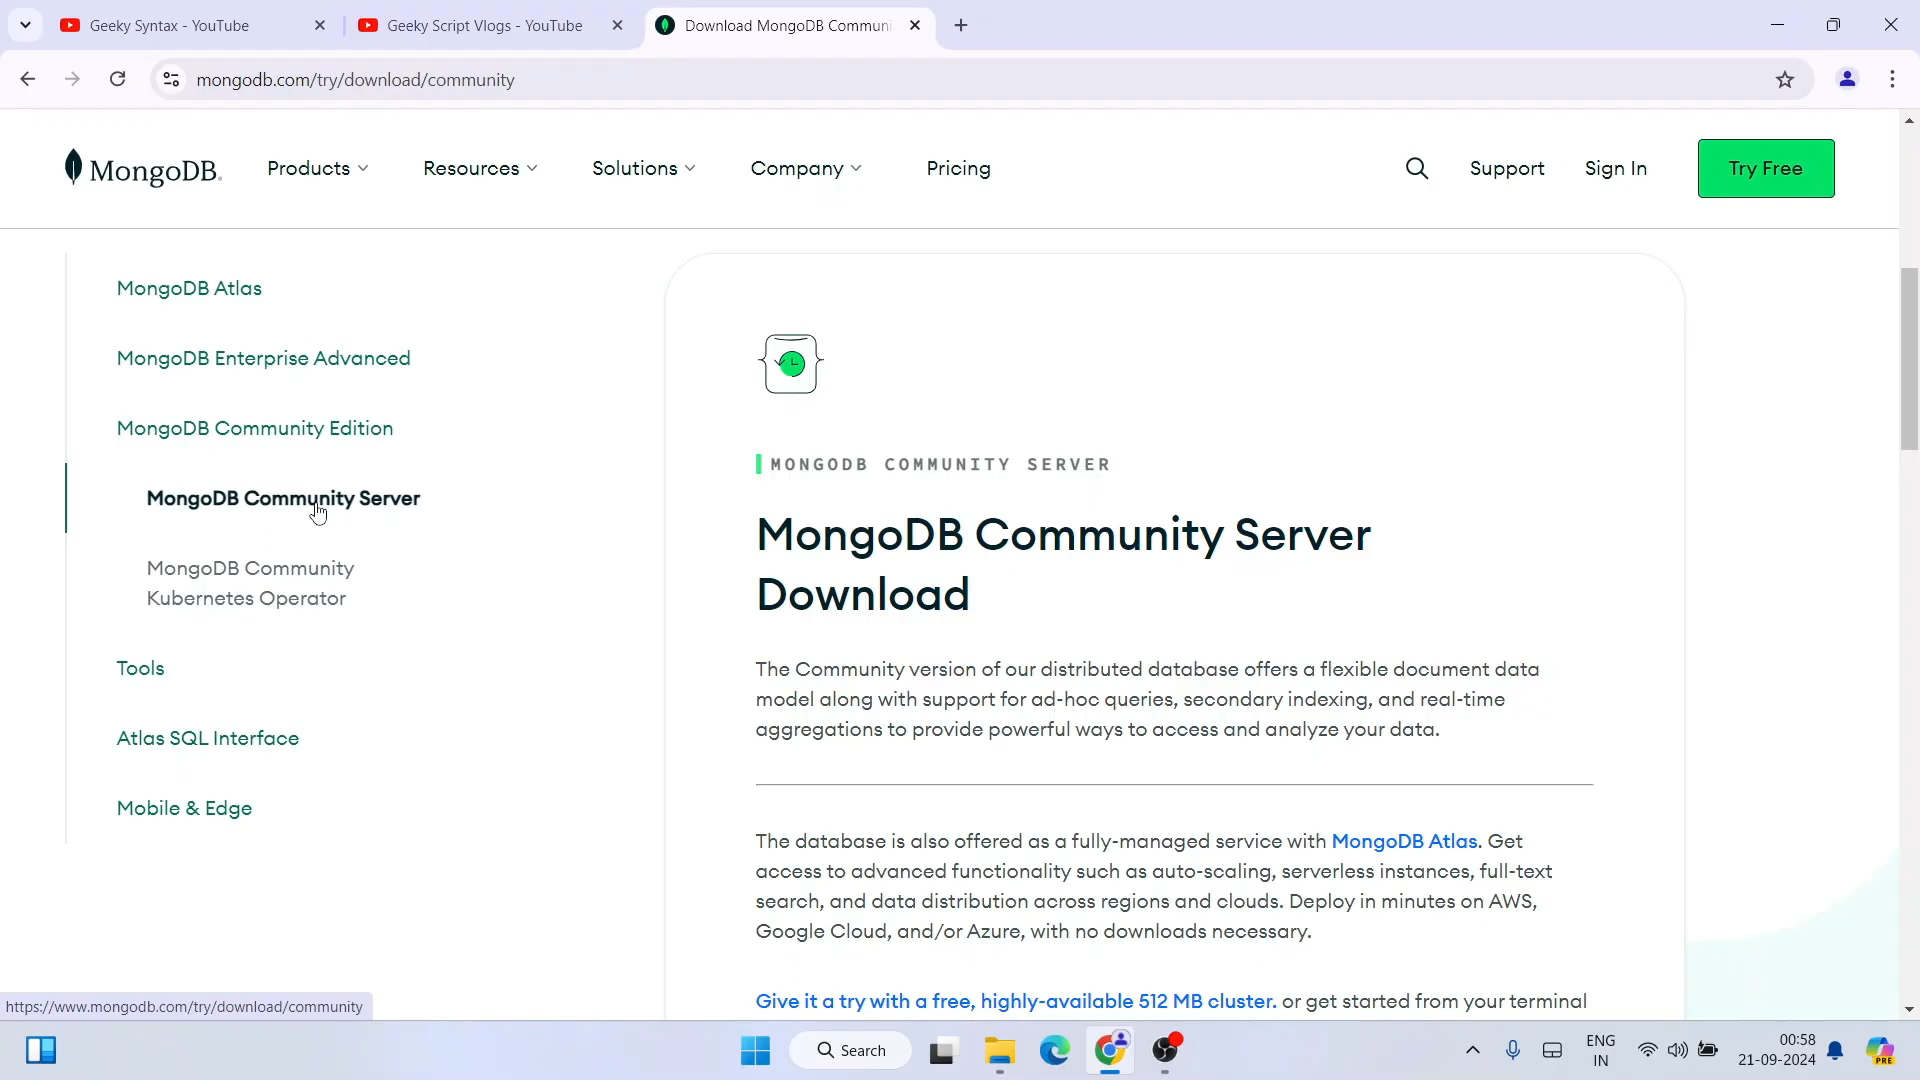 Geeky Syntax - YouTube
Geeky Script Vlogs - YouTube
Download MongoDB Communi
mongodb.com/try/download/community
MongoDB.
Products
Resources
Solutions
Company
Pricing
Support
Sign In
Try Free
MongoDB Atlas
MongoDB Enterprise Advanced
MongoDB Community Edition
MongoDB Community Server
MongoDB Community
Kubernetes Operator
Tools
Atlas SQL Interface
Mobile & Edge
MONGODB COMMUNITY SERVER
MongoDB Community Server
Download
The Community version of our distributed database offers a flexible document data
model along with support for ad-hoc queries, secondary indexing, and real-time
aggregations to provide powerful ways to access and analyze your data.
The database is also offered as a fully-managed service with MongoDB Atlas. Get
access to advanced functionality such as auto-scaling, serverless instances, full-text
search, and data distribution across regions and clouds. Deploy in minutes on AWS,
Google Cloud, and/or Azure, with no downloads necessary.
Give it a try with a free, highly-available 512 MB cluster. or get started from your terminal
https://www.mongodb.com/try/download/community
Search
ENG
IN
00:58
21-09-2024
PRE